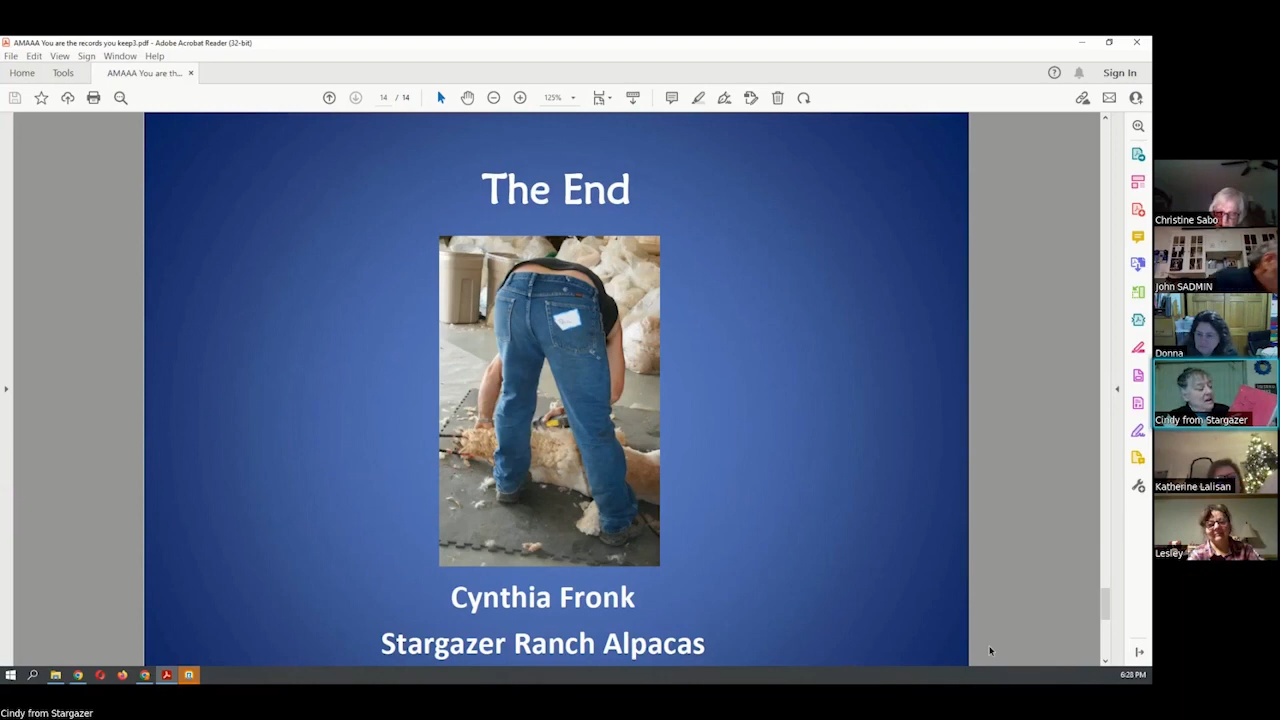 AMAAA You are the records you keep3.pdf - Adobe Acrobat Reader (32-bit)
File Edit View Sign Window Help
Home Tools AMAAA You are th... × Sign In
14 / 14 125%
The End
Cynthia Fronk
Stargazer Ranch Alpacas
Christine Sabo
John SADMIN
Donna
Cindy from Stargazer
Katherine Lalisan
Lesley
6:28 PM
Cindy from Stargazer